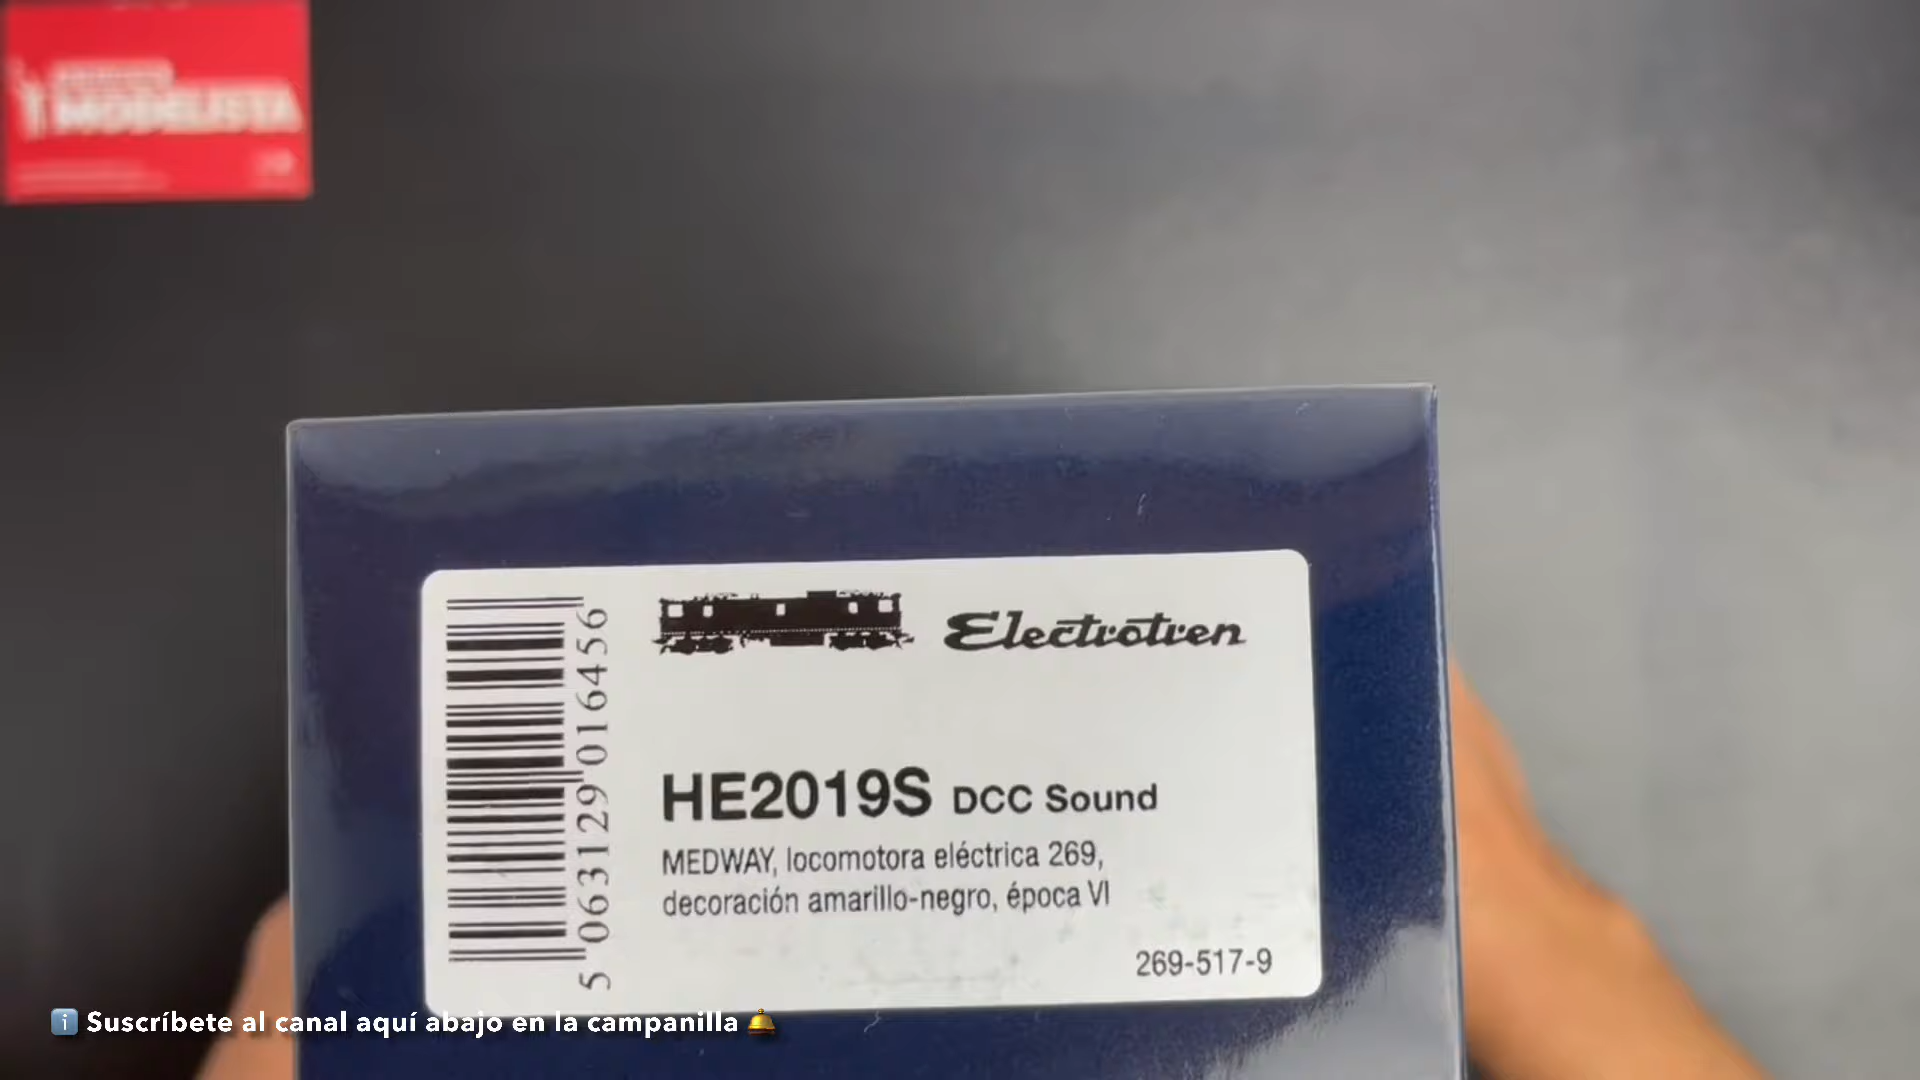 MODELISTA
Electrotren
5 063129 016456
HE2019S DCC Sound
MEDWAY, locomotora eléctrica 269,
decoración amarillo-negro, época VI
269-517-9
Suscríbete al canal aquí abajo en la campanilla